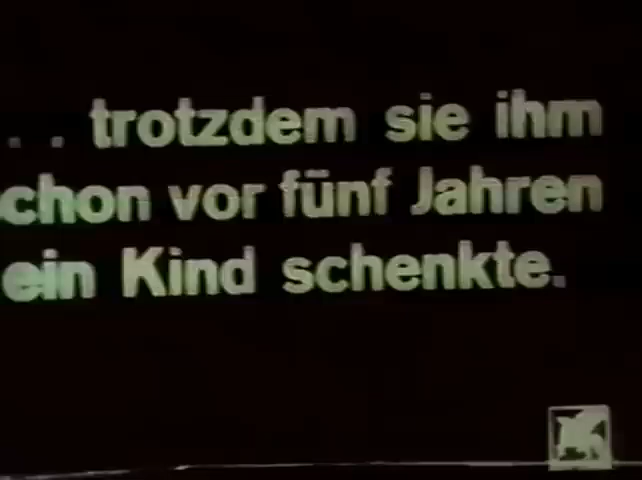 . . trotzdem sie ihm
chon vor fünf Jahren
ein Kind schenkte.